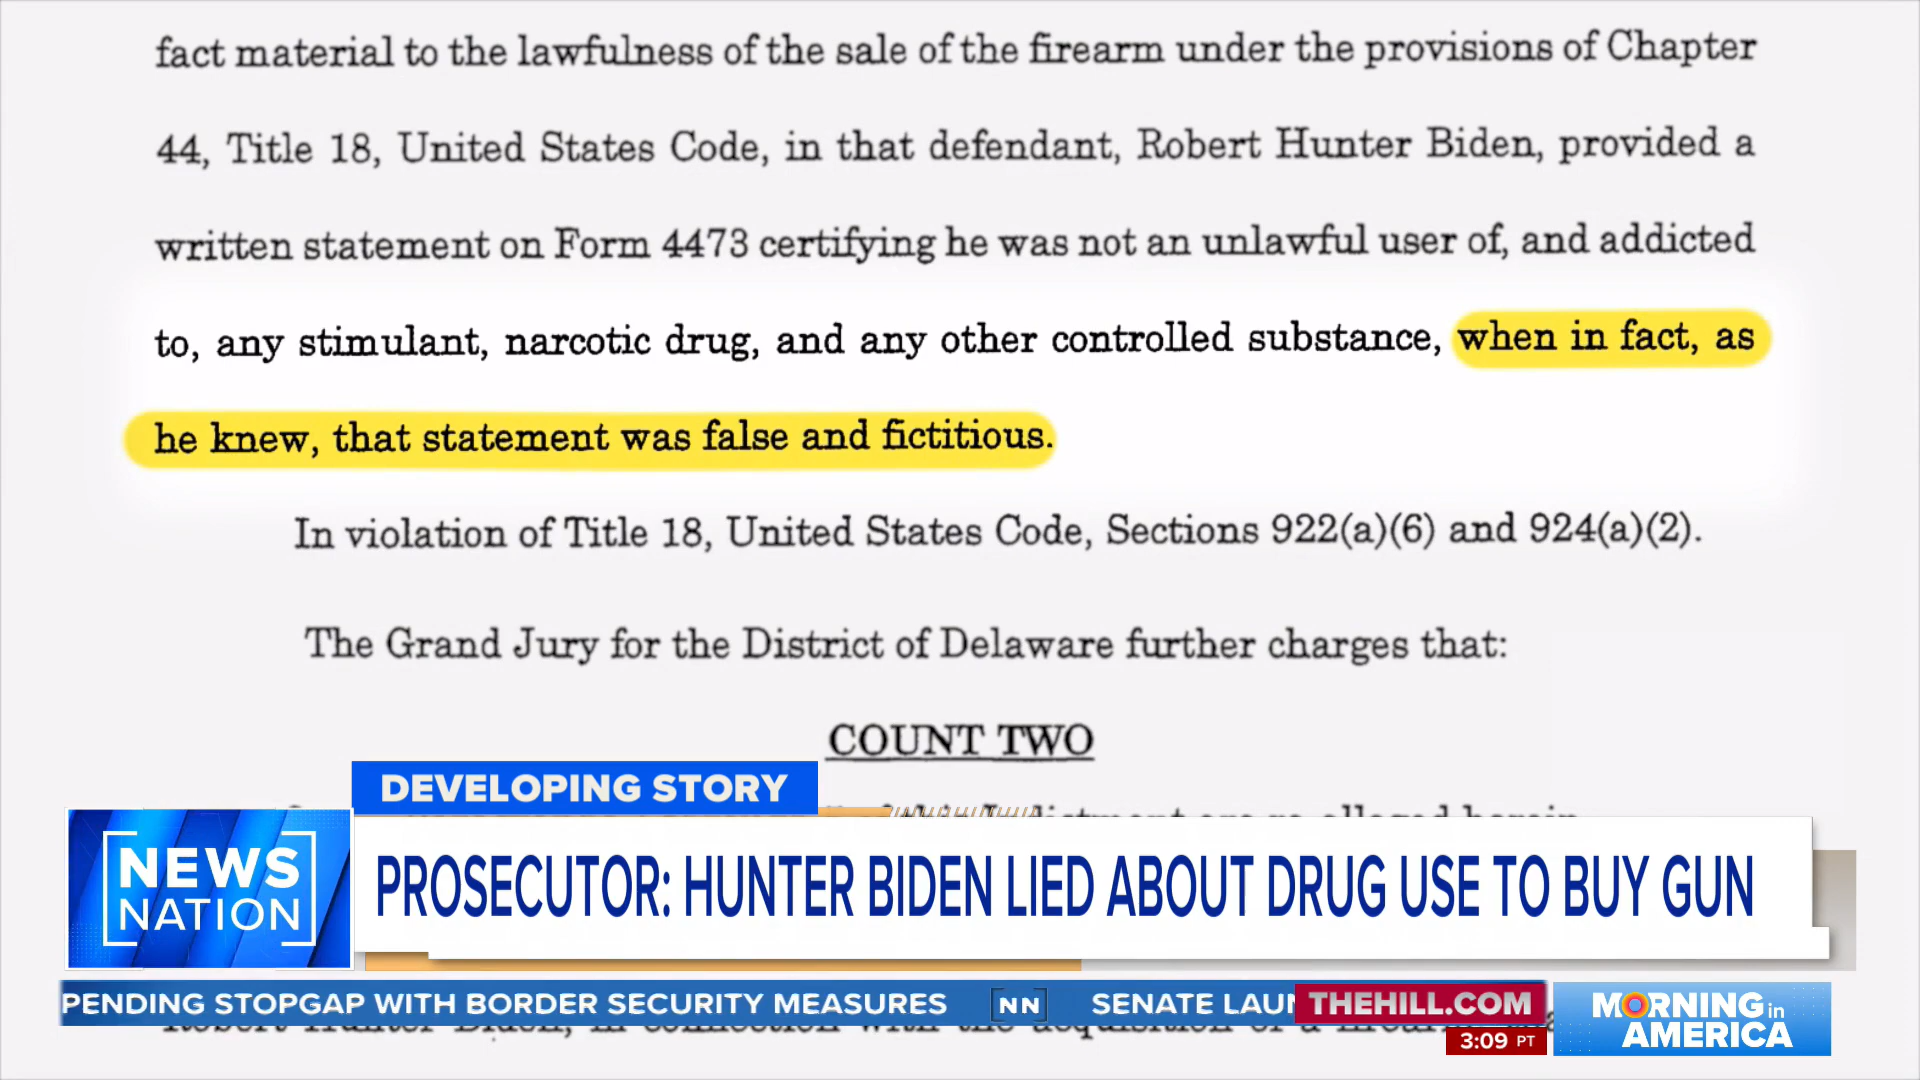 fact material to the lawfulness of the sale of the firearm under the provisions of Chapter
44, Title 18, United States Code, in that defendant, Robert Hunter Biden, provided a
written statement on Form 4473 certifying he was not an unlawful user of, and addicted
to, any stimulant, narcotic drug, and any other controlled substance, when in fact, as
he knew, that statement was false and fictitious.
In violation of Title 18, United States Code, Sections 922(a)(6) and 924(a)(2).
The Grand Jury for the District of Delaware further charges that:
COUNT TWO
DEVELOPING STORY
NEWS
NATION
PROSECUTOR: HUNTER BIDEN LIED ABOUT DRUG USE TO BUY GUN
PENDING STOPGAP WITH BORDER SECURITY MEASURES NN SENATE LAUN
THEHILL.COM
3:09 PT
MORNING in
AMERICA